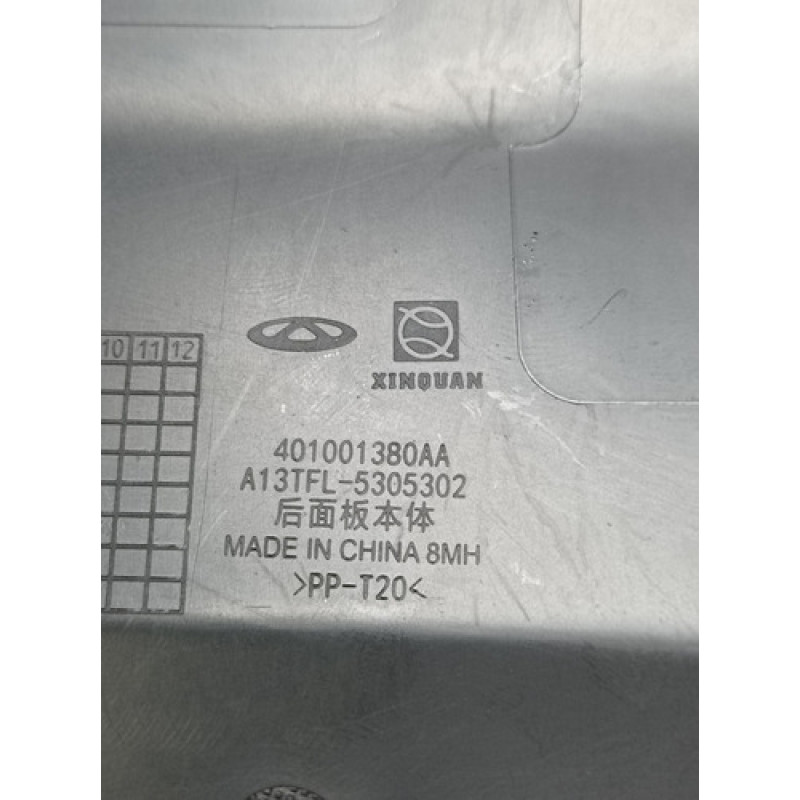 10 11 12
XINQUAN
401001380AA
A13TFL-5305302
后面板本体
MADE IN CHINA 8MH
>PP-T20<